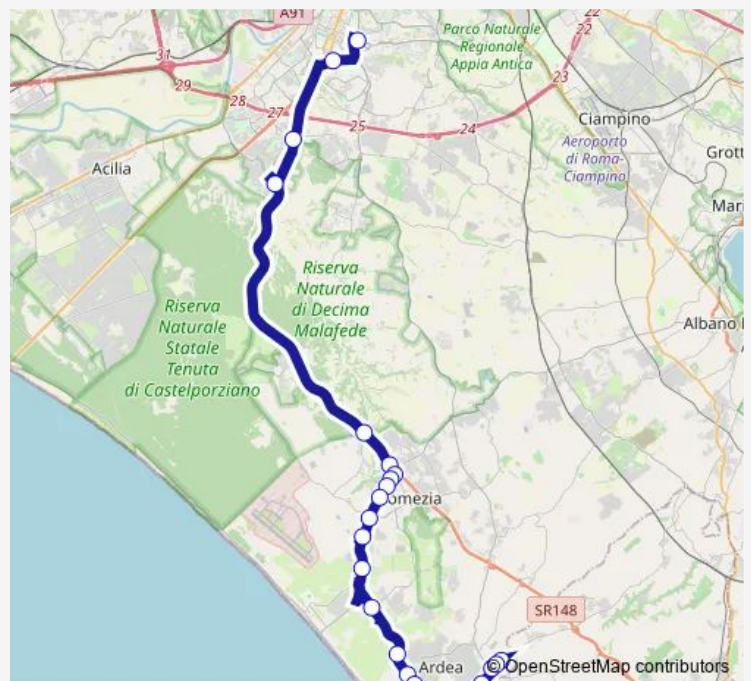 A91
Parco Naturale
Regionale
Appia Antica
22
22
31
29
28
27
25
24
23
Ciampino
Aeroporto
di Roma-
Ciampino
Acilia
Grott
Mari
Riserva
Naturale
di Decima
Malafede
Riserva
Naturale
Statale
Tenuta
di Castelporziano
Albano
omezia
SR148
Ardea
© OpenStreetMap contributors